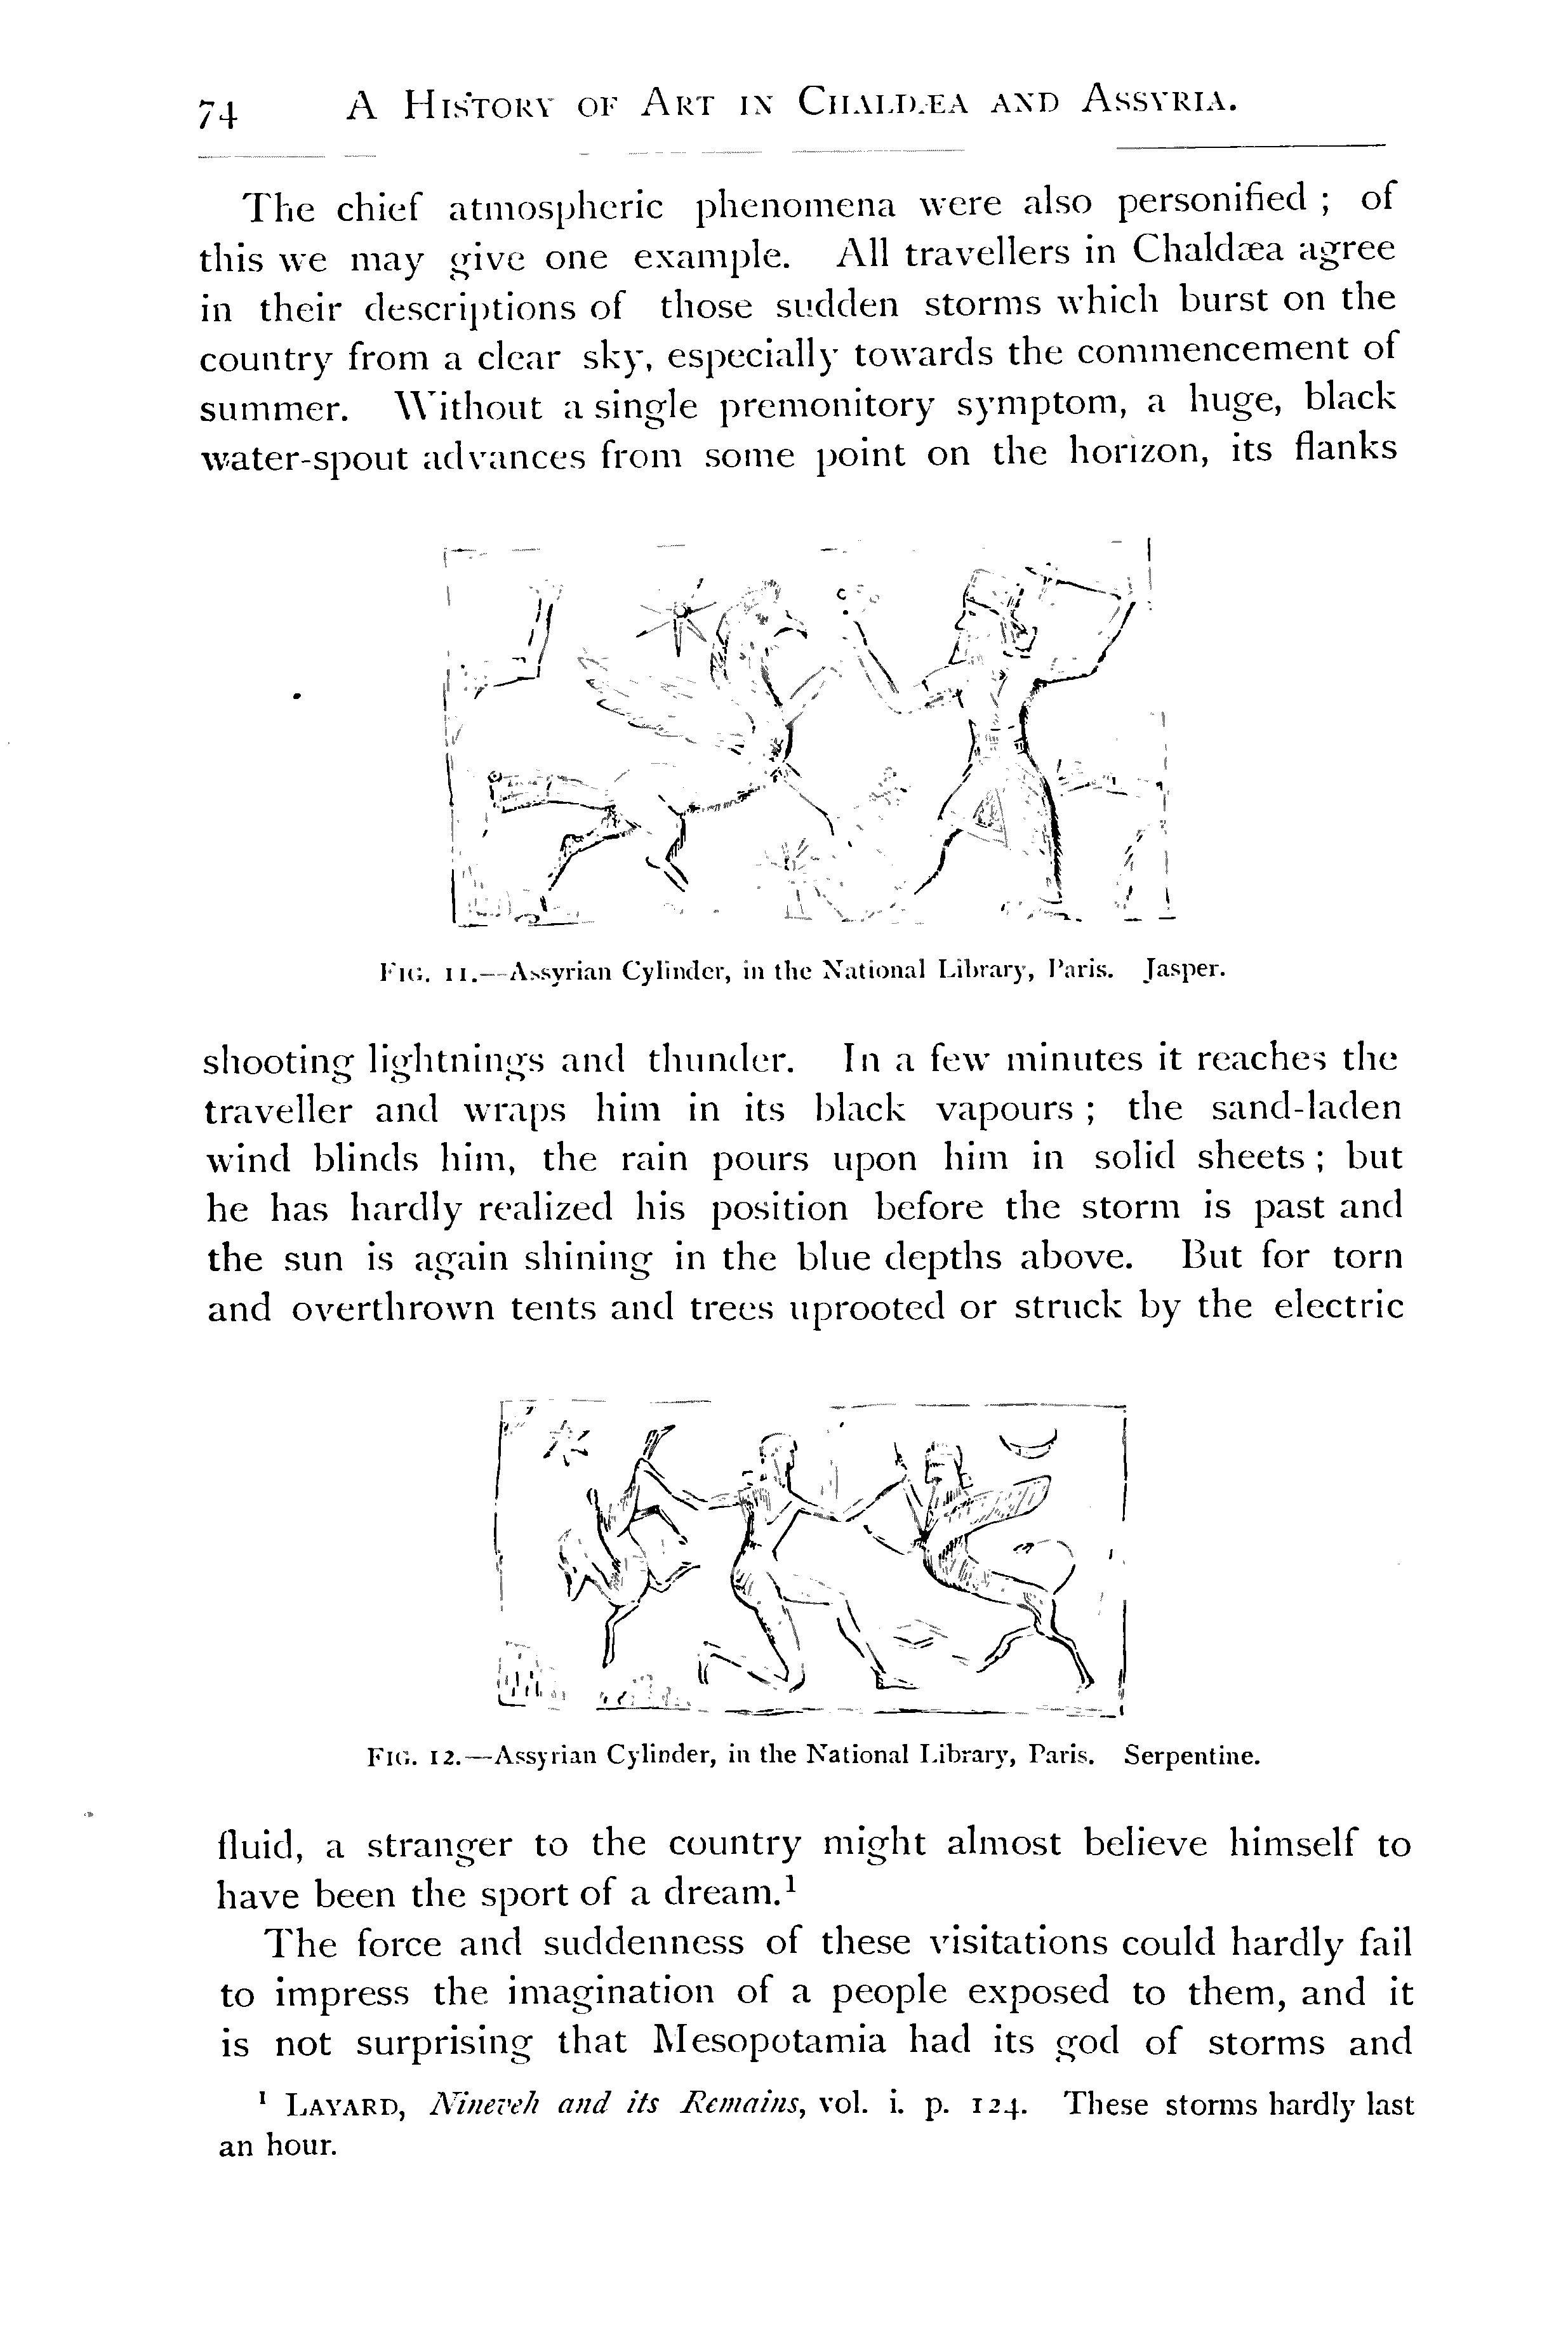 74 A History of Art in Chaldæa and Assyria.
The chief atmospheric phenomena were also personified ; of
this we may give one example. All travellers in Chaldæa agree
in their descriptions of those sudden storms which burst on the
country from a clear sky, especially towards the commencement of
summer. Without a single premonitory symptom, a huge, black
water-spout advances from some point on the horizon, its flanks
Fig. 11.—Assyrian Cylinder, in the National Library, Paris. Jasper.
shooting lightnings and thunder. In a few minutes it reaches the
traveller and wraps him in its black vapours ; the sand-laden
wind blinds him, the rain pours upon him in solid sheets ; but
he has hardly realized his position before the storm is past and
the sun is again shining in the blue depths above. But for torn
and overthrown tents and trees uprooted or struck by the electric
Fig. 12.—Assyrian Cylinder, in the National Library, Paris. Serpentine.
fluid, a stranger to the country might almost believe himself to
have been the sport of a dream.¹
The force and suddenness of these visitations could hardly fail
to impress the imagination of a people exposed to them, and it
is not surprising that Mesopotamia had its god of storms and
¹ Layard, Nineveh and its Remains, vol. i. p. 124. These storms hardly last
an hour.